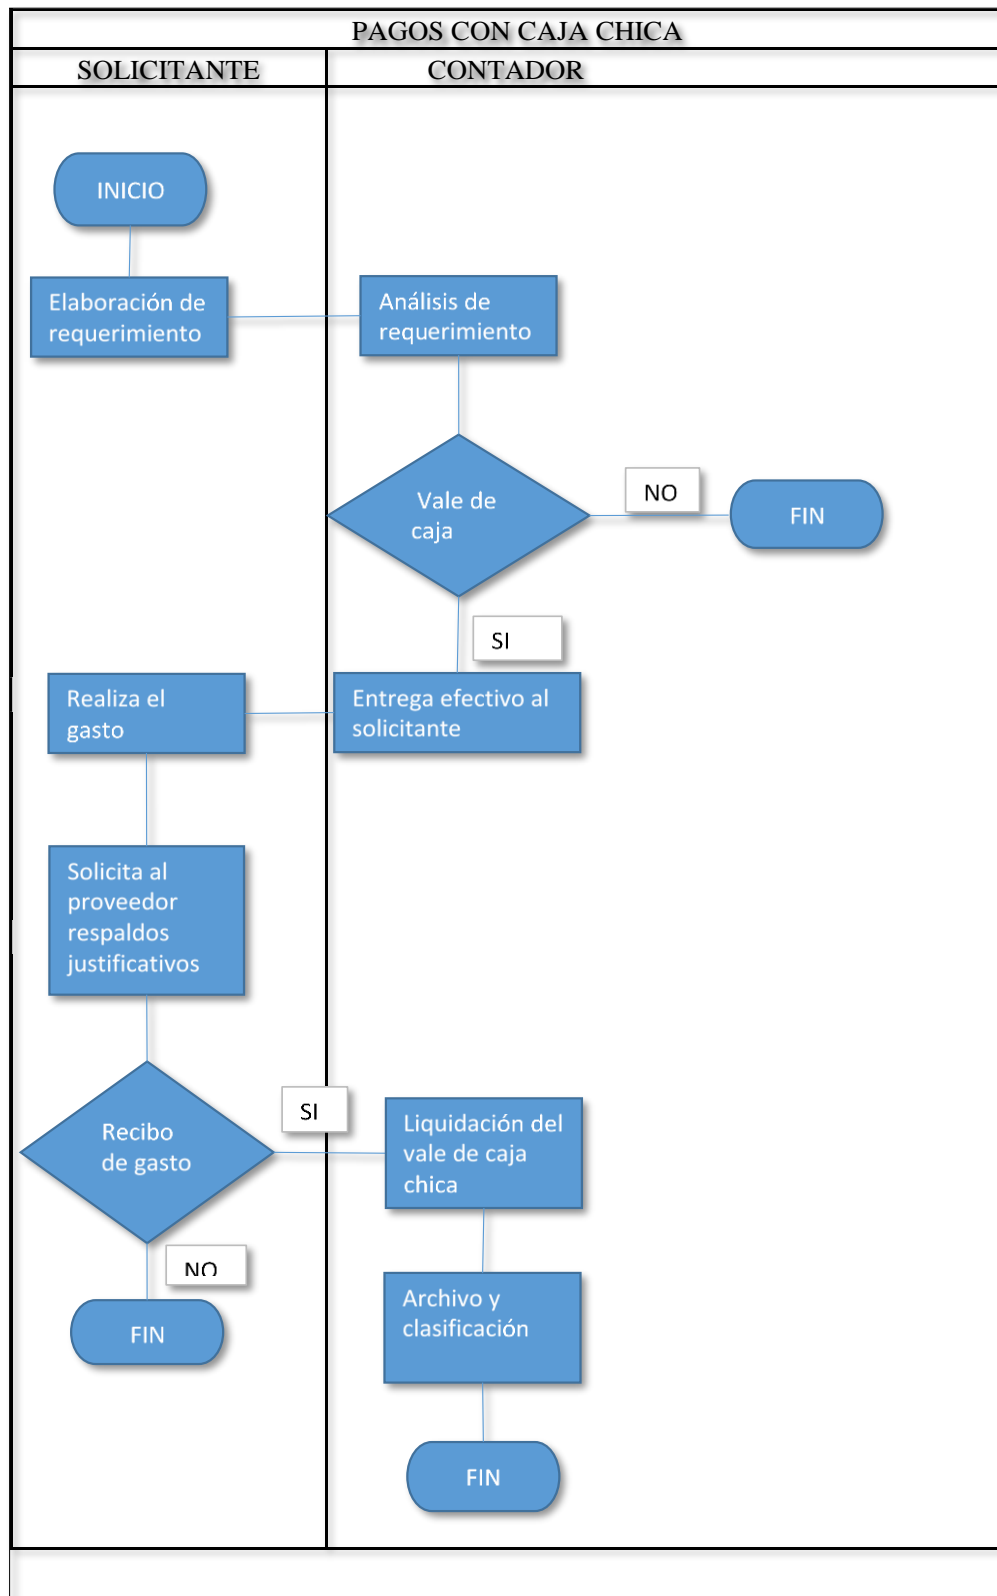 PAGOS CON CAJA CHICA
SOLICITANTE
CONTADOR
INICIO
Elaboración de
requerimiento
Análisis de
requerimiento
Vale de
caja
NO
FIN
SI
Entrega efectivo al
solicitante
Realiza el
gasto
Solicita al
proveedor
respaldos
justificativos
Recibo
de gasto
SI
Liquidación del
vale de caja
chica
NO
FIN
Archivo y
clasificación
FIN